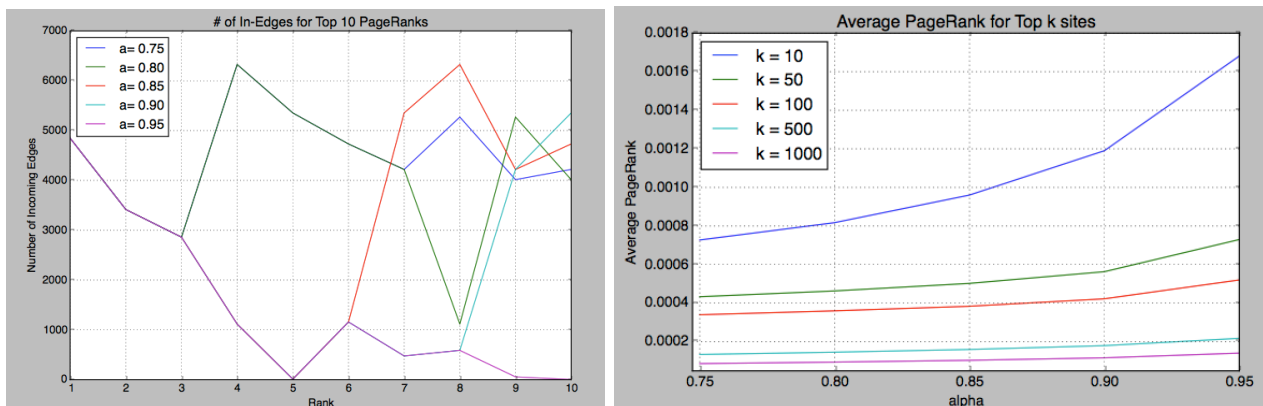 # of In-Edges for Top 10 PageRanks
7000
6000
5000
4000
3000
2000
1000
0
Number of Incoming Edges
a= 0.75
a= 0.80
a= 0.85
a= 0.90
a= 0.95
1 2 3 4 5 6 7 8 9 10
Rank
Average PageRank for Top k sites
0.0018
0.0016
0.0014
0.0012
0.0010
0.0008
0.0006
0.0004
0.0002
Average PageRank
k = 10
k = 50
k = 100
k = 500
k = 1000
0.75 0.80 0.85 0.90 0.95
alpha